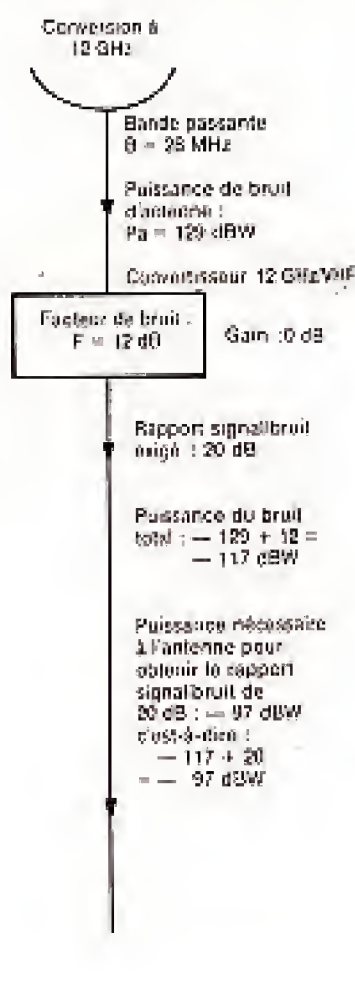 Conversion à
12 GHz
Bande passante
B = 36 MHz
Puissance de bruit
d'antenne :
Pa = 129 dBW
Convertisseur 12 GHz/VHF
Facteur de bruit :
F = 12 dB
Gain : 0 dB
Rapport signal/bruit
exigé : 20 dB
Puissance du bruit
total : — 129 + 12 =
— 117 dBW
Puissance nécessaire
à l'antenne pour
obtenir le rapport
signal/bruit de
20 dB : — 97 dBW
c'est-à-dire :
— 117 + 20
= — 97 dBW